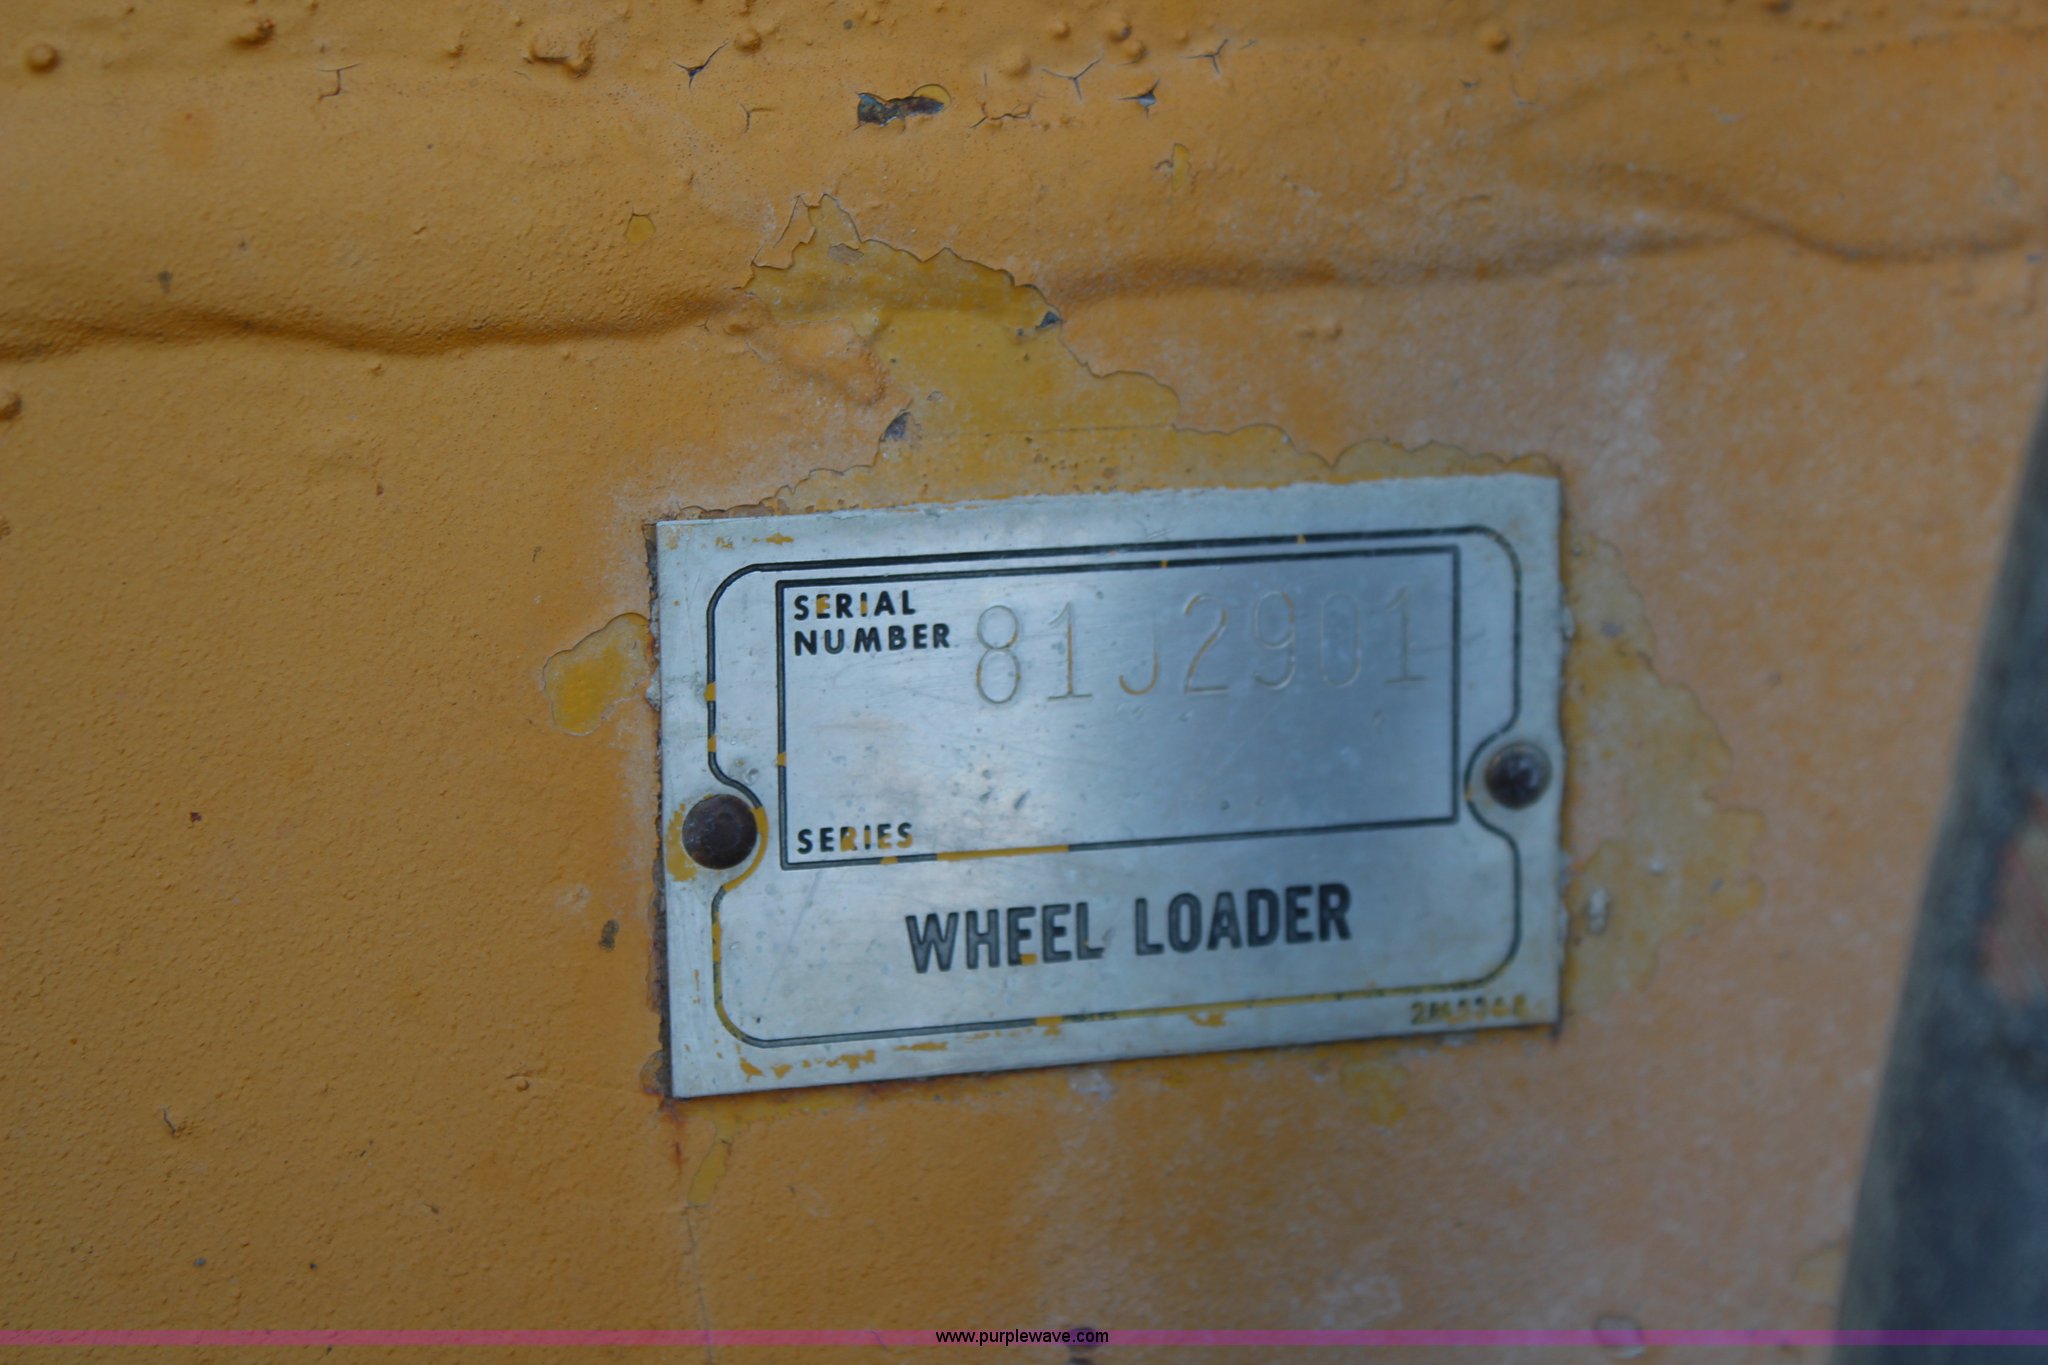 SERIAL
NUMBER 81J2901
SERIES
WHEEL LOADER
www.purplewave.com